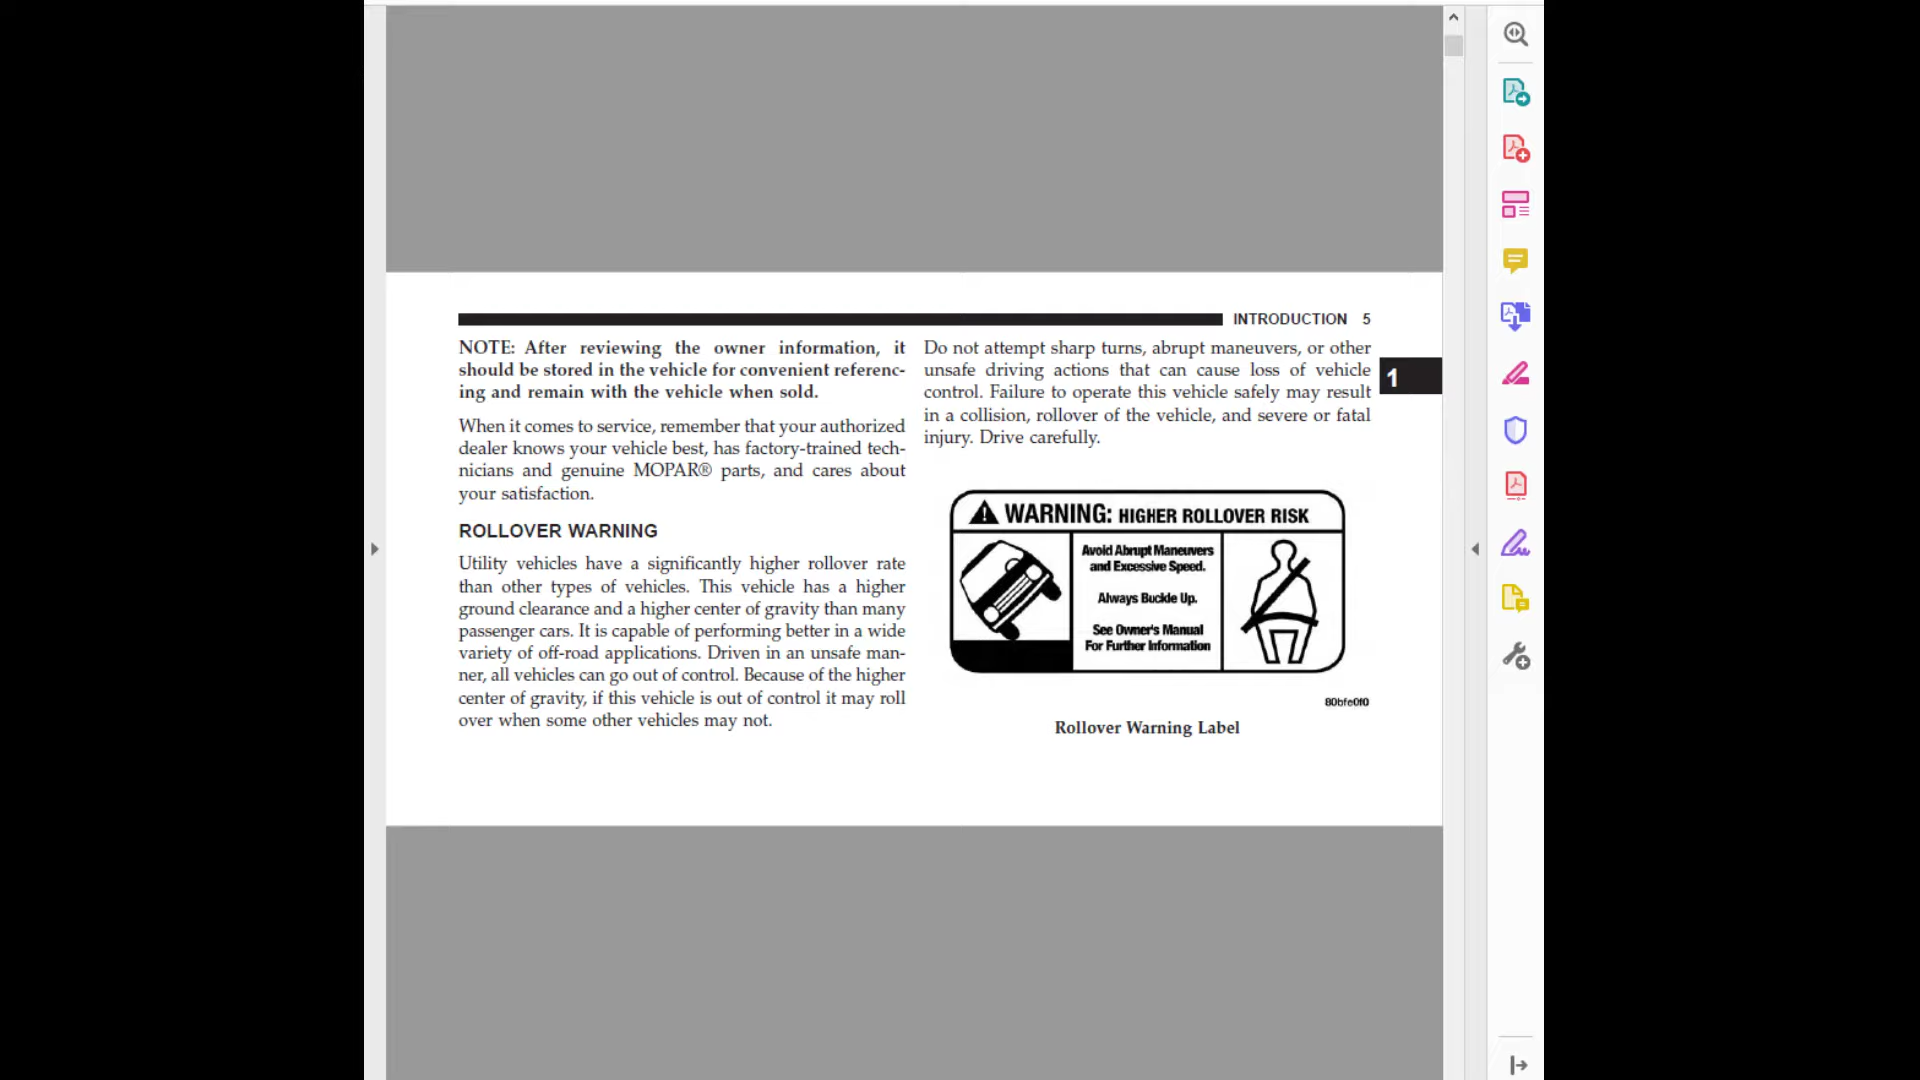 INTRODUCTION 5
NOTE: After reviewing the owner information, it
should be stored in the vehicle for convenient referenc-
ing and remain with the vehicle when sold.
When it comes to service, remember that your authorized
dealer knows your vehicle best, has factory-trained tech-
nicians and genuine MOPAR® parts, and cares about
your satisfaction.
ROLLOVER WARNING
Utility vehicles have a significantly higher rollover rate
than other types of vehicles. This vehicle has a higher
ground clearance and a higher center of gravity than many
passenger cars. It is capable of performing better in a wide
variety of off-road applications. Driven in an unsafe man-
ner, all vehicles can go out of control. Because of the higher
center of gravity, if this vehicle is out of control it may roll
over when some other vehicles may not.
Do not attempt sharp turns, abrupt maneuvers, or other
unsafe driving actions that can cause loss of vehicle
control. Failure to operate this vehicle safely may result
in a collision, rollover of the vehicle, and severe or fatal
injury. Drive carefully.
1
WARNING: HIGHER ROLLOVER RISK
Avoid Abrupt Maneuvers
and Excessive Speed.
Always Buckle Up.
See Owner's Manual
For Further Information
80bfe0f0
Rollover Warning Label